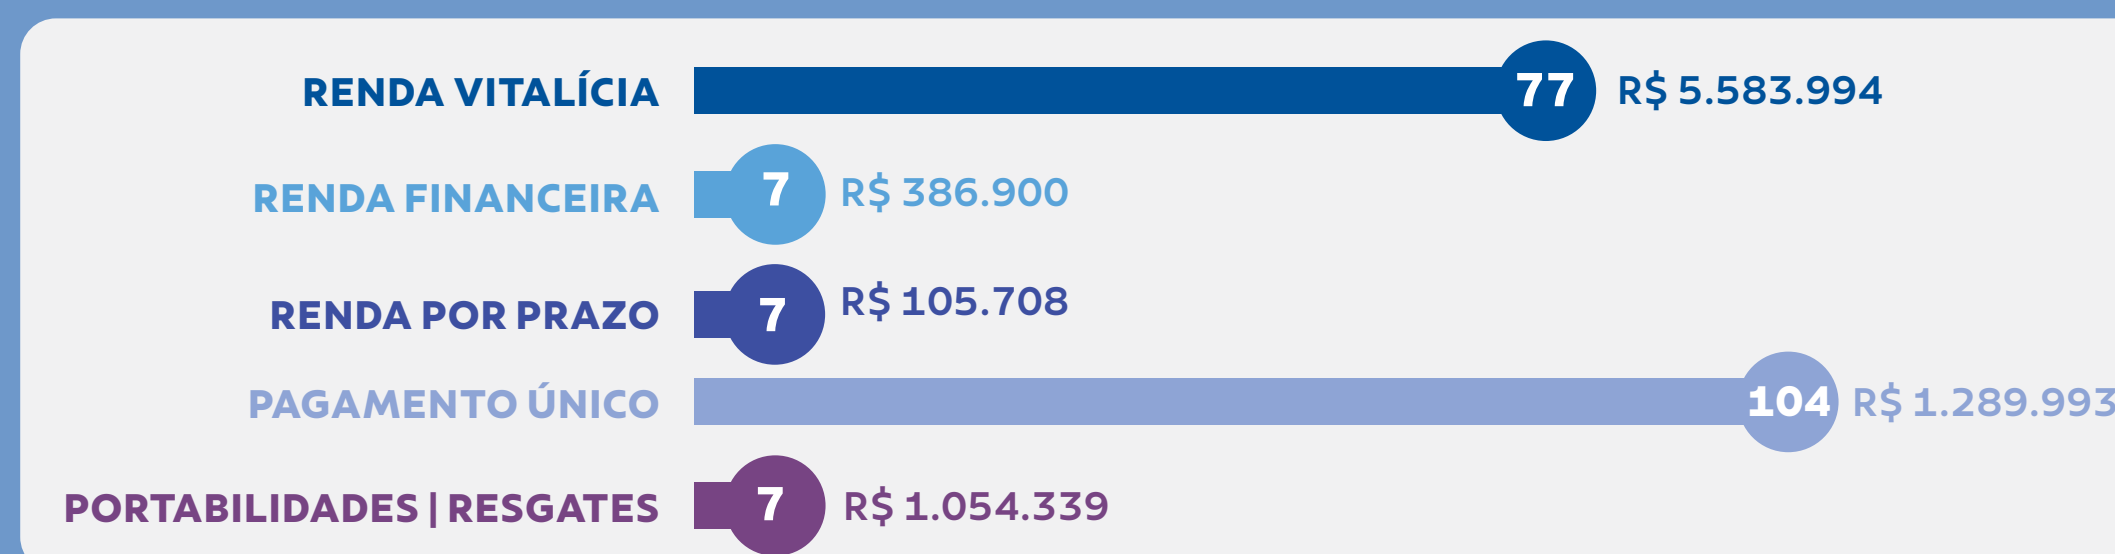 RENDA VITALÍCIA 77 R$ 5.583.994
RENDA FINANCEIRA 7 R$ 386.900
RENDA POR PRAZO 7 R$ 105.708
PAGAMENTO ÚNICO 104 R$ 1.289.993
PORTABILIDADES | RESGATES 7 R$ 1.054.339